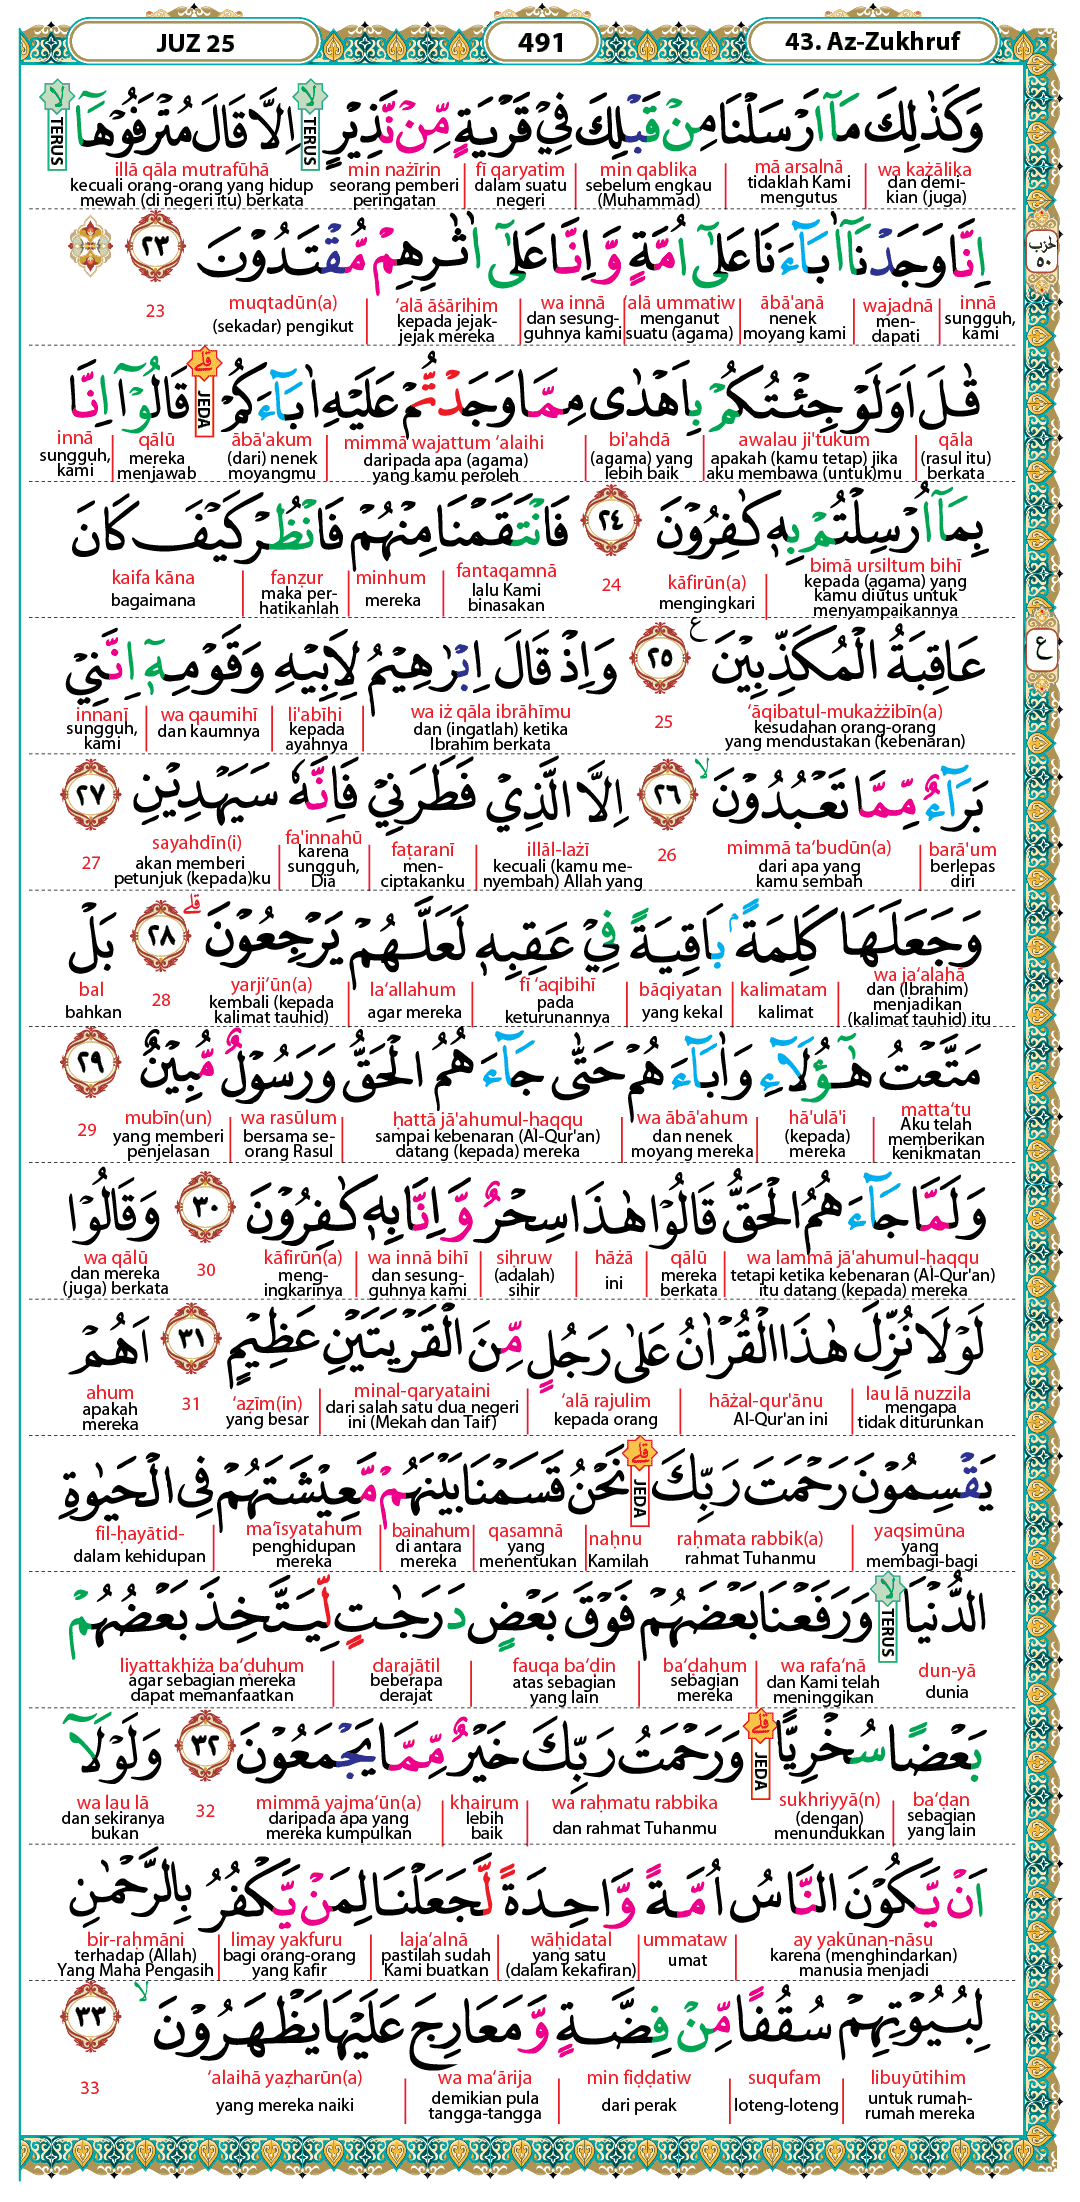 JUZ 25
491
43. Az-Zukhruf
وَكَذٰلِكَ مَآ اَرْسَلْنَا مِنْ قَبْلِكَ فِيْ قَرْيَةٍ مِّنْ نَّذِيْرٍ ۙاِلَّا قَالَ مُتْرَفُوْهَآ ۙ
TERUS TERUS
wa każālika mā arsalnā min qablika fī qaryatim min nażīrin illā qāla mutrafūhā
dan demi- tidaklah Kami sebelum engkau dalam suatu seorang pemberi kecuali orang-orang yang hidup
kian (juga) mengutus (Muhammad) negeri peringatan mewah (di negeri itu) berkata
اِنَّا وَجَدْنَآ اٰبَاۤءَنَا عَلٰٓى اُمَّةٍ وَّاِنَّا عَلٰٓى اٰثٰرِهِمْ مُّقْتَدُوْنَ ٢٣
innā wajadnā ābā'anā ‘alā ummatiw wa innā ‘alā āṡārihim muqtadūn(a) 23
sungguh, men- nenek menganut dan sesung- kepada jejak- (sekadar) pengikut
kami dapati moyang kami suatu (agama) guhnya kami jejak mereka
الحزب ٥٠
قٰلَ اَوَلَوْ جِئْتُكُمْ بِاَهْدٰى مِمَّا وَجَدْتُّمْ عَلَيْهِ اٰبَاۤءَكُمْۗ قَالُوْٓا اِنَّا
JEDA
qāla awalau ji'tukum bi'ahdā mimmā wajattum ‘alaihi ābā'akum qālū innā
(rasul itu) apakah (kamu tetap) jika (agama) yang daripada apa (agama) (dari) nenek mereka sungguh,
berkata aku membawa (untuk)mu lebih baik yang kamu peroleh moyangmu menjawab kami
بِمَآ اُرْسِلْتُمْ بِهٖ كٰفِرُوْنَ ٢٤ فَانْتَقَمْنَا مِنْهُمْ فَانْظُرْ كَيْفَ كَانَ
bimā ursiltum bihī kāfirūn(a) 24 fantaqamnā minhum fanẓur kaifa kāna
kepada (agama) yang mengingkari lalu Kami mereka maka per- bagaimana
kamu diutus untuk binasakan hatikanlah
menyampaikannya
عَاقِبَةُ الْمُكَذِّبِيْنَ ࣖ ٢٥ وَاِذْ قَالَ اِبْرٰهِيْمُ لِاَبِيْهِ وَقَوْمِهٖٓ اِنَّنِيْ
ع
‘āqibatul-mukażżibīn(a) 25 wa iż qāla ibrāhīmu li'abīhi wa qaumihī innanī
kesudahan orang-orang dan (ingatlah) ketika kepada dan kaumnya sungguh,
yang mendustakan (kebenaran) Ibrahim berkata ayahnya kami
بَرَاۤءٌ مِّمَّا تَعْبُدُوْنَۙ ٢٦ اِلَّا الَّذِيْ فَطَرَنِيْ فَاِنَّهٗ سَيَهْدِيْنِ ٢٧
barā'um mimmā ta‘budūn(a) 26 illāl-lażī faṭaranī fa'innahū sayahdīn(i) 27
berlepas dari apa yang kecuali (kamu me- men- karena akan memberi
diri kamu sembah nyembah) Allah yang ciptakanku sungguh, petunjuk (kepada)ku
Dia
وَجَعَلَهَا كَلِمَةً ۢ بَاقِيَةً فِيْ عَقِبِهٖ لَعَلَّهُمْ يَرْجِعُوْنَۗ ٢٨ بَلْ
wa ja‘alahā kalimatam bāqiyatan fī ‘aqibihī la‘allahum yarji‘ūn(a) 28 bal
dan (Ibrahim) kalimat yang kekal pada agar mereka kembali (kepada bahkan
menjadikan keturunannya kalimat tauhid)
(kalimat tauhid) itu
مَتَّعْتُ هٰٓؤُلَاۤءِ وَاٰبَاۤءَهُمْ حَتّٰى جَاۤءَهُمُ الْحَقُّ وَرَسُوْلٌ مُّبِيْنٌ ٢٩
matta‘tu hā'ulā'i wa ābā'ahum ḥattā jā'ahumul-ḥaqqu wa rasūlum mubīn(un) 29
Aku telah (kepada) dan nenek sampai kebenaran (Al-Qur'an) bersama se- yang memberi
memberikan mereka moyang mereka datang (kepada) mereka orang Rasul penjelasan
kenikmatan
وَلَمَّا جَاۤءَهُمُ الْحَقُّ قَالُوْا هٰذَا سِحْرٌ وَّاِنَّا بِهٖ كٰفِرُوْنَ ٣٠ وَقَالُوْا
wa lammā jā'ahumul-ḥaqqu qālū hāżā siḥruw wa innā bihī kāfirūn(a) 30 wa qālū
tetapi ketika kebenaran (Al-Qur'an) mereka ini (adalah) dan sesung- meng- dan mereka
itu datang (kepada) mereka berkata sihir guhnya kami ingkarinya (juga) berkata
لَوْلَا نُزِّلَ هٰذَا الْقُرْاٰنُ عَلٰى رَجُلٍ مِّنَ الْقَرْيَتَيْنِ عَظِيْمٍ ٣١ اَهُمْ
lau lā nuzzila hāżal-qur'ānu ‘alā rajulim minal-qaryataini ‘aẓīm(in) 31 ahum
mengapa Al-Qur'an ini kepada orang dari salah satu dua negeri yang besar apakah
tidak diturunkan ini (Mekah dan Taif) mereka
يَقْسِمُوْنَ رَحْمَتَ رَبِّكَۗ نَحْنُ قَسَمْنَا بَيْنَهُمْ مَّعِيْشَتَهُمْ فِى الْحَيٰوةِ
JEDA
yaqsimūna raḥmata rabbik(a) naḥnu qasamnā bainahum ma‘īsyatahum fil-ḥayātid-
yang rahmat Tuhanmu Kamilah yang di antara penghidupan dalam kehidupan
membagi-bagi menentukan mereka mereka
الدُّنْيَاۙ وَرَفَعْنَا بَعْضَهُمْ فَوْقَ بَعْضٍ دَرَجٰتٍ لِّيَتَّخِذَ بَعْضُهُمْ
TERUS
dun-yā wa rafa‘nā ba‘ḍahum fauqa ba‘ḍin darajātil liyattakhiża ba‘ḍuhum
dunia dan Kami telah sebagian atas sebagian beberapa agar sebagian mereka
meninggikan mereka yang lain derajat dapat memanfaatkan
بَعْضًا سُخْرِيًّاۗ وَرَحْمَتُ رَبِّكَ خَيْرٌ مِّمَّا يَجْمَعُوْنَ ٣٢ وَلَوْلَآ
JEDA
ba‘ḍan sukhriyyā(n) wa raḥmatu rabbika khairum mimmā yajma‘ūn(a) 32 wa lau lā
sebagian (dengan) dan rahmat Tuhanmu lebih daripada apa yang dan sekiranya
yang lain menundukkan baik mereka kumpulkan bukan
اَنْ يَّكُوْنَ النَّاسُ اُمَّةً وَّاحِدَةً لَّجَعَلْنَا لِمَنْ يَّكْفُرُ بِالرَّحْمٰنِ
ay yakūnan-nāsu ummataw wāḥidatal laja‘alnā limay yakfuru bir-raḥmāni
karena (menghindarkan) umat yang satu pastilah sudah bagi orang-orang terhadap (Allah)
manusia menjadi (dalam kekafiran) Kami buatkan yang kafir Yang Maha Pengasih
لِبُيُوْتِهِمْ سُقُفًا مِّنْ فِضَّةٍ وَّمَعَارِجَ عَلَيْهَا يَظْهَرُوْنَۙ ٣٣
libuyūtihim suqufam min fiḍḍatiw wa ma‘ārija ‘alaihā yaẓharūn(a) 33
untuk rumah- loteng-loteng dari perak demikian pula yang mereka naiki
rumah mereka tangga-tangga